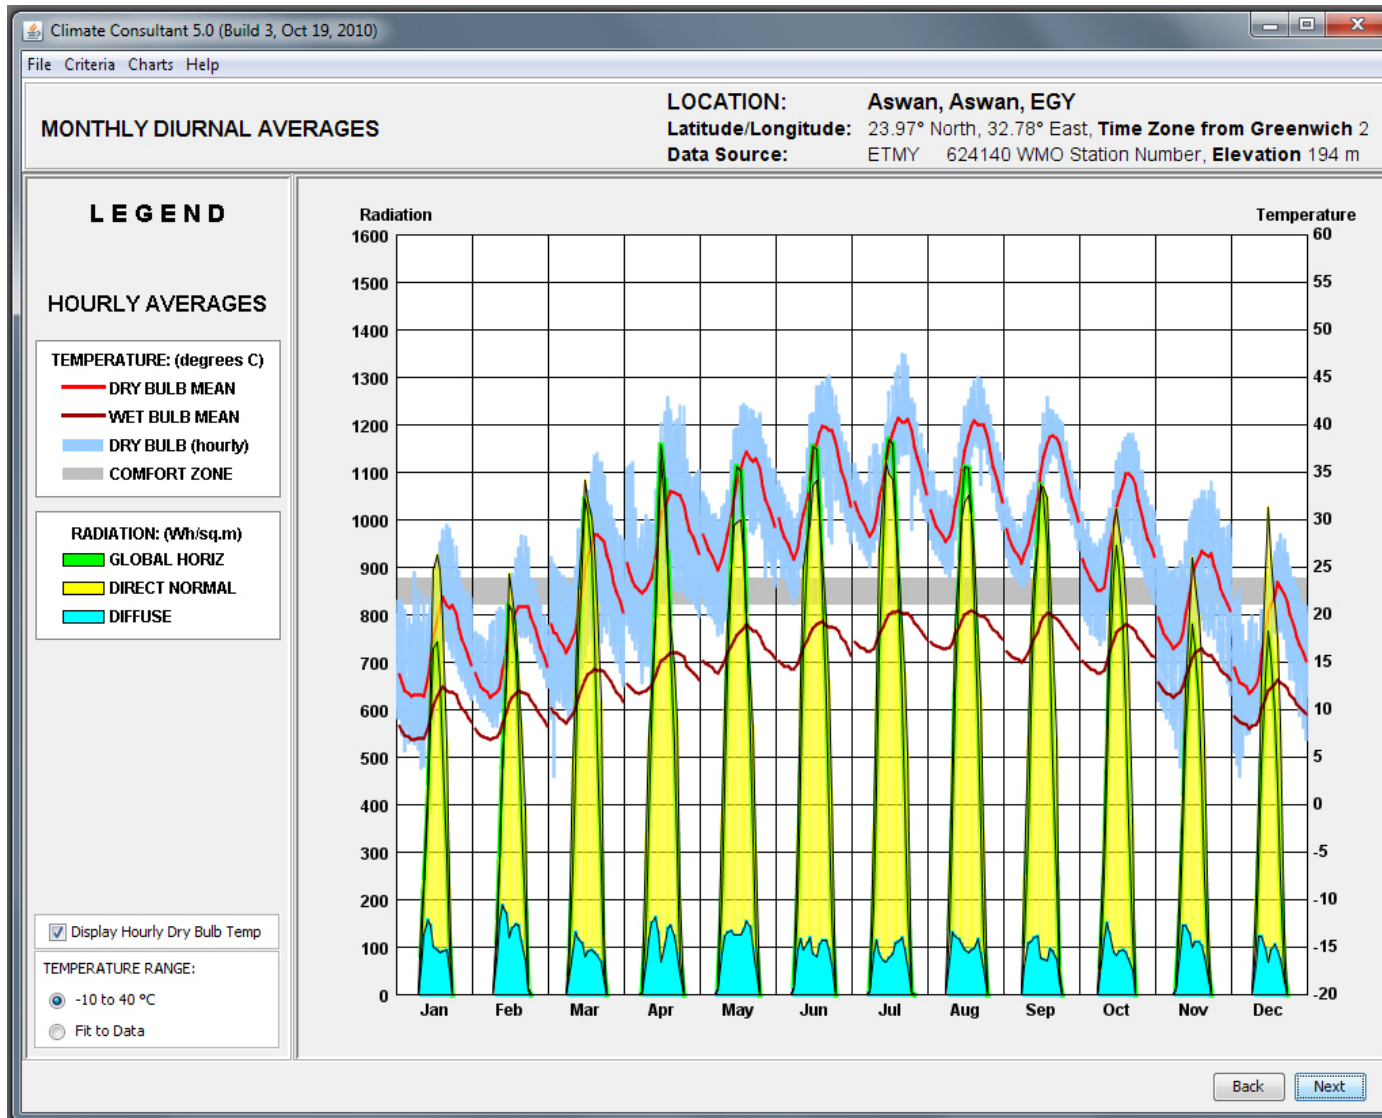 Climate Consultant 5.0 (Build 3, Oct 19, 2010)
File Criteria Charts Help
MONTHLY DIURNAL AVERAGES
LOCATION: Aswan, Aswan, EGY
Latitude/Longitude: 23.97° North, 32.78° East, Time Zone from Greenwich 2
Data Source: ETMY 624140 WMO Station Number, Elevation 194 m
LEGEND
HOURLY AVERAGES
TEMPERATURE: (degrees C)
DRY BULB MEAN
WET BULB MEAN
DRY BULB (hourly)
COMFORT ZONE
RADIATION: (Wh/sq.m)
GLOBAL HORIZ
DIRECT NORMAL
DIFFUSE
Display Hourly Dry Bulb Temp
TEMPERATURE RANGE:
-10 to 40 °C
Fit to Data
Radiation Temperature
1600 60
1500 55
1400 50
1300 45
1200 40
1100 35
1000 30
900 25
800 20
700 15
600 10
500 5
400 0
300 -5
200 -10
100 -15
0 -20
Jan Feb Mar Apr May Jun Jul Aug Sep Oct Nov Dec
Back Next